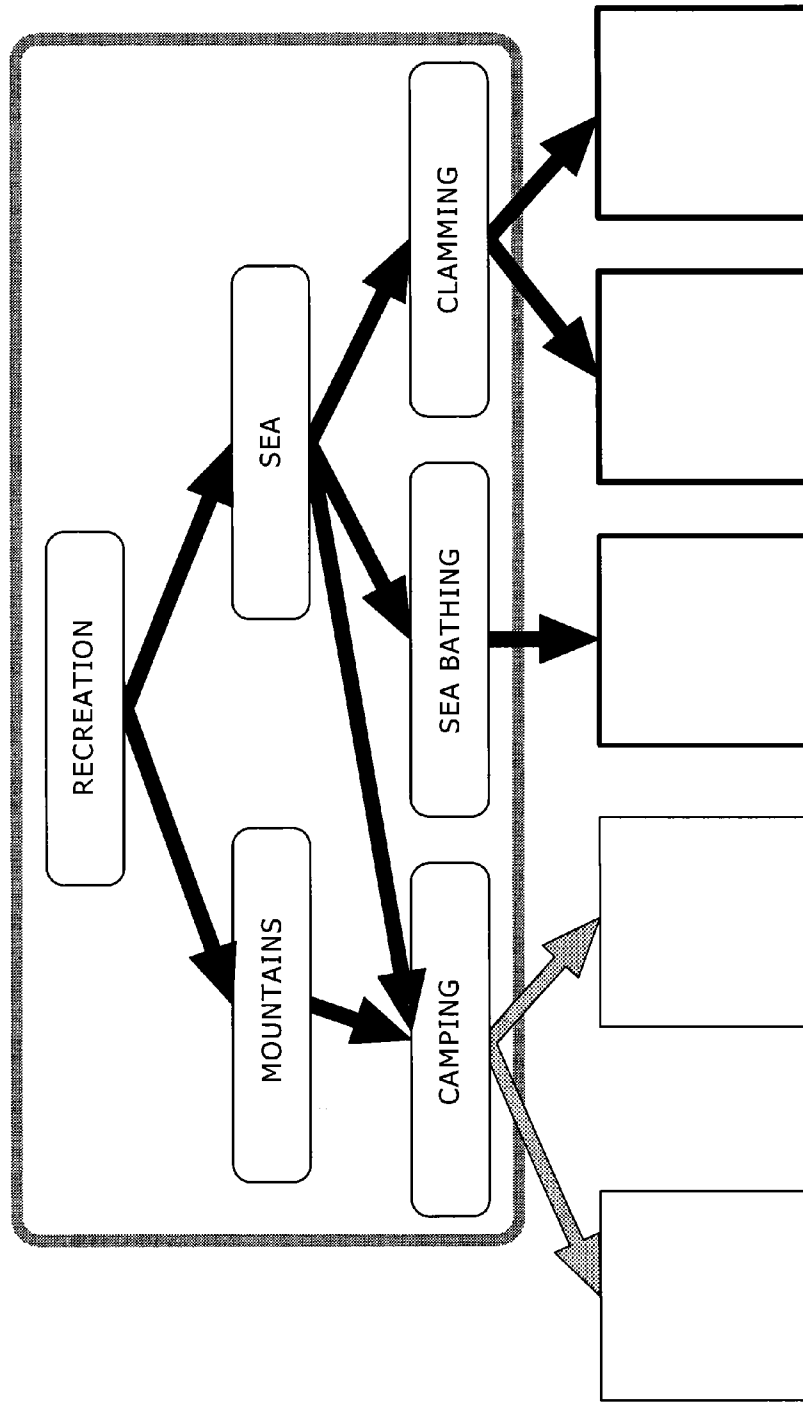 RECREATION
MOUNTAINS
SEA
CAMPING
SEA BATHING
CLAMMING